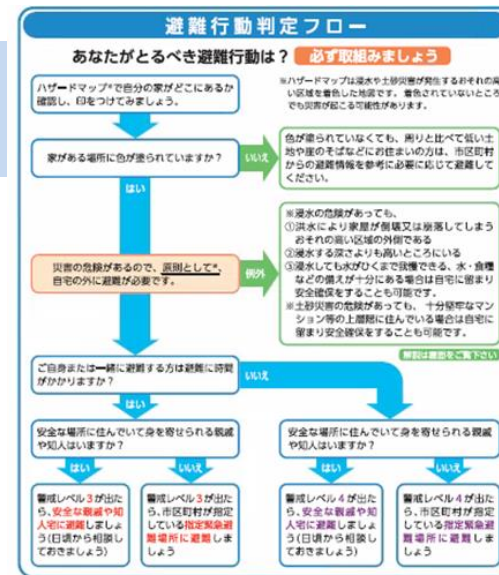 避難行動判定フロー
あなたがとるべき避難行動は？ 必ず取組みましょう
ハザードマップ*で自分の家がどこにあるか
確認し、印をつけてみましょう。
※ハザードマップは浸水や土砂災害が発生するおそれの高
い区域を着色した地図です。着色されていないところ
でも災害が起こる可能性があります。
家がある場所に色が塗られていますか？
いいえ
色が塗られていなくても、周りと比べて低い土
地や崖のそばなどにお住まいの方は、市区町村
からの避難情報を参考に必要に応じて避難して
ください。
はい
災害の危険があるので、原則として*、
自宅の外に避難が必要です。
例外
※浸水の危険があっても、
①洪水により家屋が倒壊又は崩落してしまう
おそれの高い区域の外側である
②浸水する深さよりも高いところにいる
③浸水しても水がひくまで我慢できる、水・食糧
などの備えが十分にある場合は自宅に留まり
安全確保をすることも可能です。
※土砂災害の危険があっても、十分堅牢なマン
ション等の上層階に住んでいる場合は自宅に
留まり安全確保をすることも可能です。
解説は裏面をご覧下さい
ご自身または一緒に避難する方は避難に時間
がかかりますか？
いいえ
はい
安全な場所に住んでいて身を寄せられる親戚
や知人はいますか？
安全な場所に住んでいて身を寄せられる親戚
や知人はいますか？
はい
いいえ
はい
いいえ
警戒レベル3が出た
ら、安全な親戚や知
人宅に避難しましょ
う(日頃から相談し
ておきましょう)
警戒レベル3が出た
ら、市区町村が指定
している指定緊急避
難場所に避難しま
しょう
警戒レベル4が出た
ら、安全な親戚や知
人宅に避難しましょ
う(日頃から相談し
ておきましょう)
警戒レベル4が出た
ら、市区町村が指定
している指定緊急避
難場所に避難しま
しょう